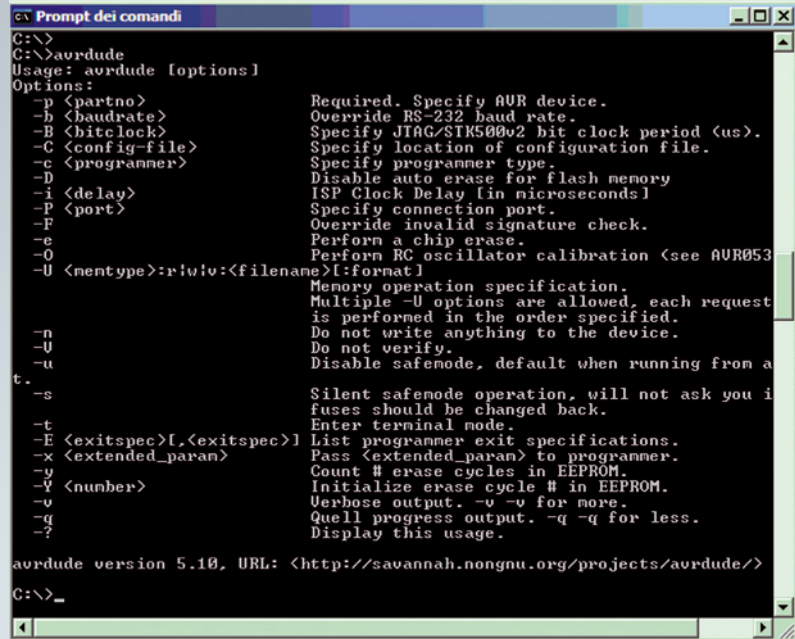 Prompt dei comandi
C:\>
C:\>avrdude
Usage: avrdude [options]
Options:
-p <partno> Required. Specify AVR device.
-b <baudrate> Override RS-232 baud rate.
-B <bitclock> Specify JTAG/STK500v2 bit clock period (us).
-C <config-file> Specify location of configuration file.
-c <programmer> Specify programmer type.
-D Disable auto erase for flash memory
-i <delay> ISP Clock Delay [in microseconds]
-P <port> Specify connection port.
-F Override invalid signature check.
-e Perform a chip erase.
-O Perform RC oscillator calibration (see AVR053
-U <memtype>:r|w|v:<filename>[:format]
Memory operation specification.
Multiple -U options are allowed, each request
is performed in the order specified.
-n Do not write anything to the device.
-V Do not verify.
-u Disable safemode, default when running from a
t.
-s Silent safemode operation, will not ask you i
fuses should be changed back.
-t Enter terminal mode.
-E <exitspec>[,<exitspec>] List programmer exit specifications.
-x <extended_param> Pass <extended_param> to programmer.
-y Count # erase cycles in EEPROM.
-Y <number> Initialize erase cycle # in EEPROM.
-v Verbose output. -v -v for more.
-q Quell progress output. -q -q for less.
-? Display this usage.
avrdude version 5.10, URL: <http://savannah.nongnu.org/projects/avrdude/>
C:\>_